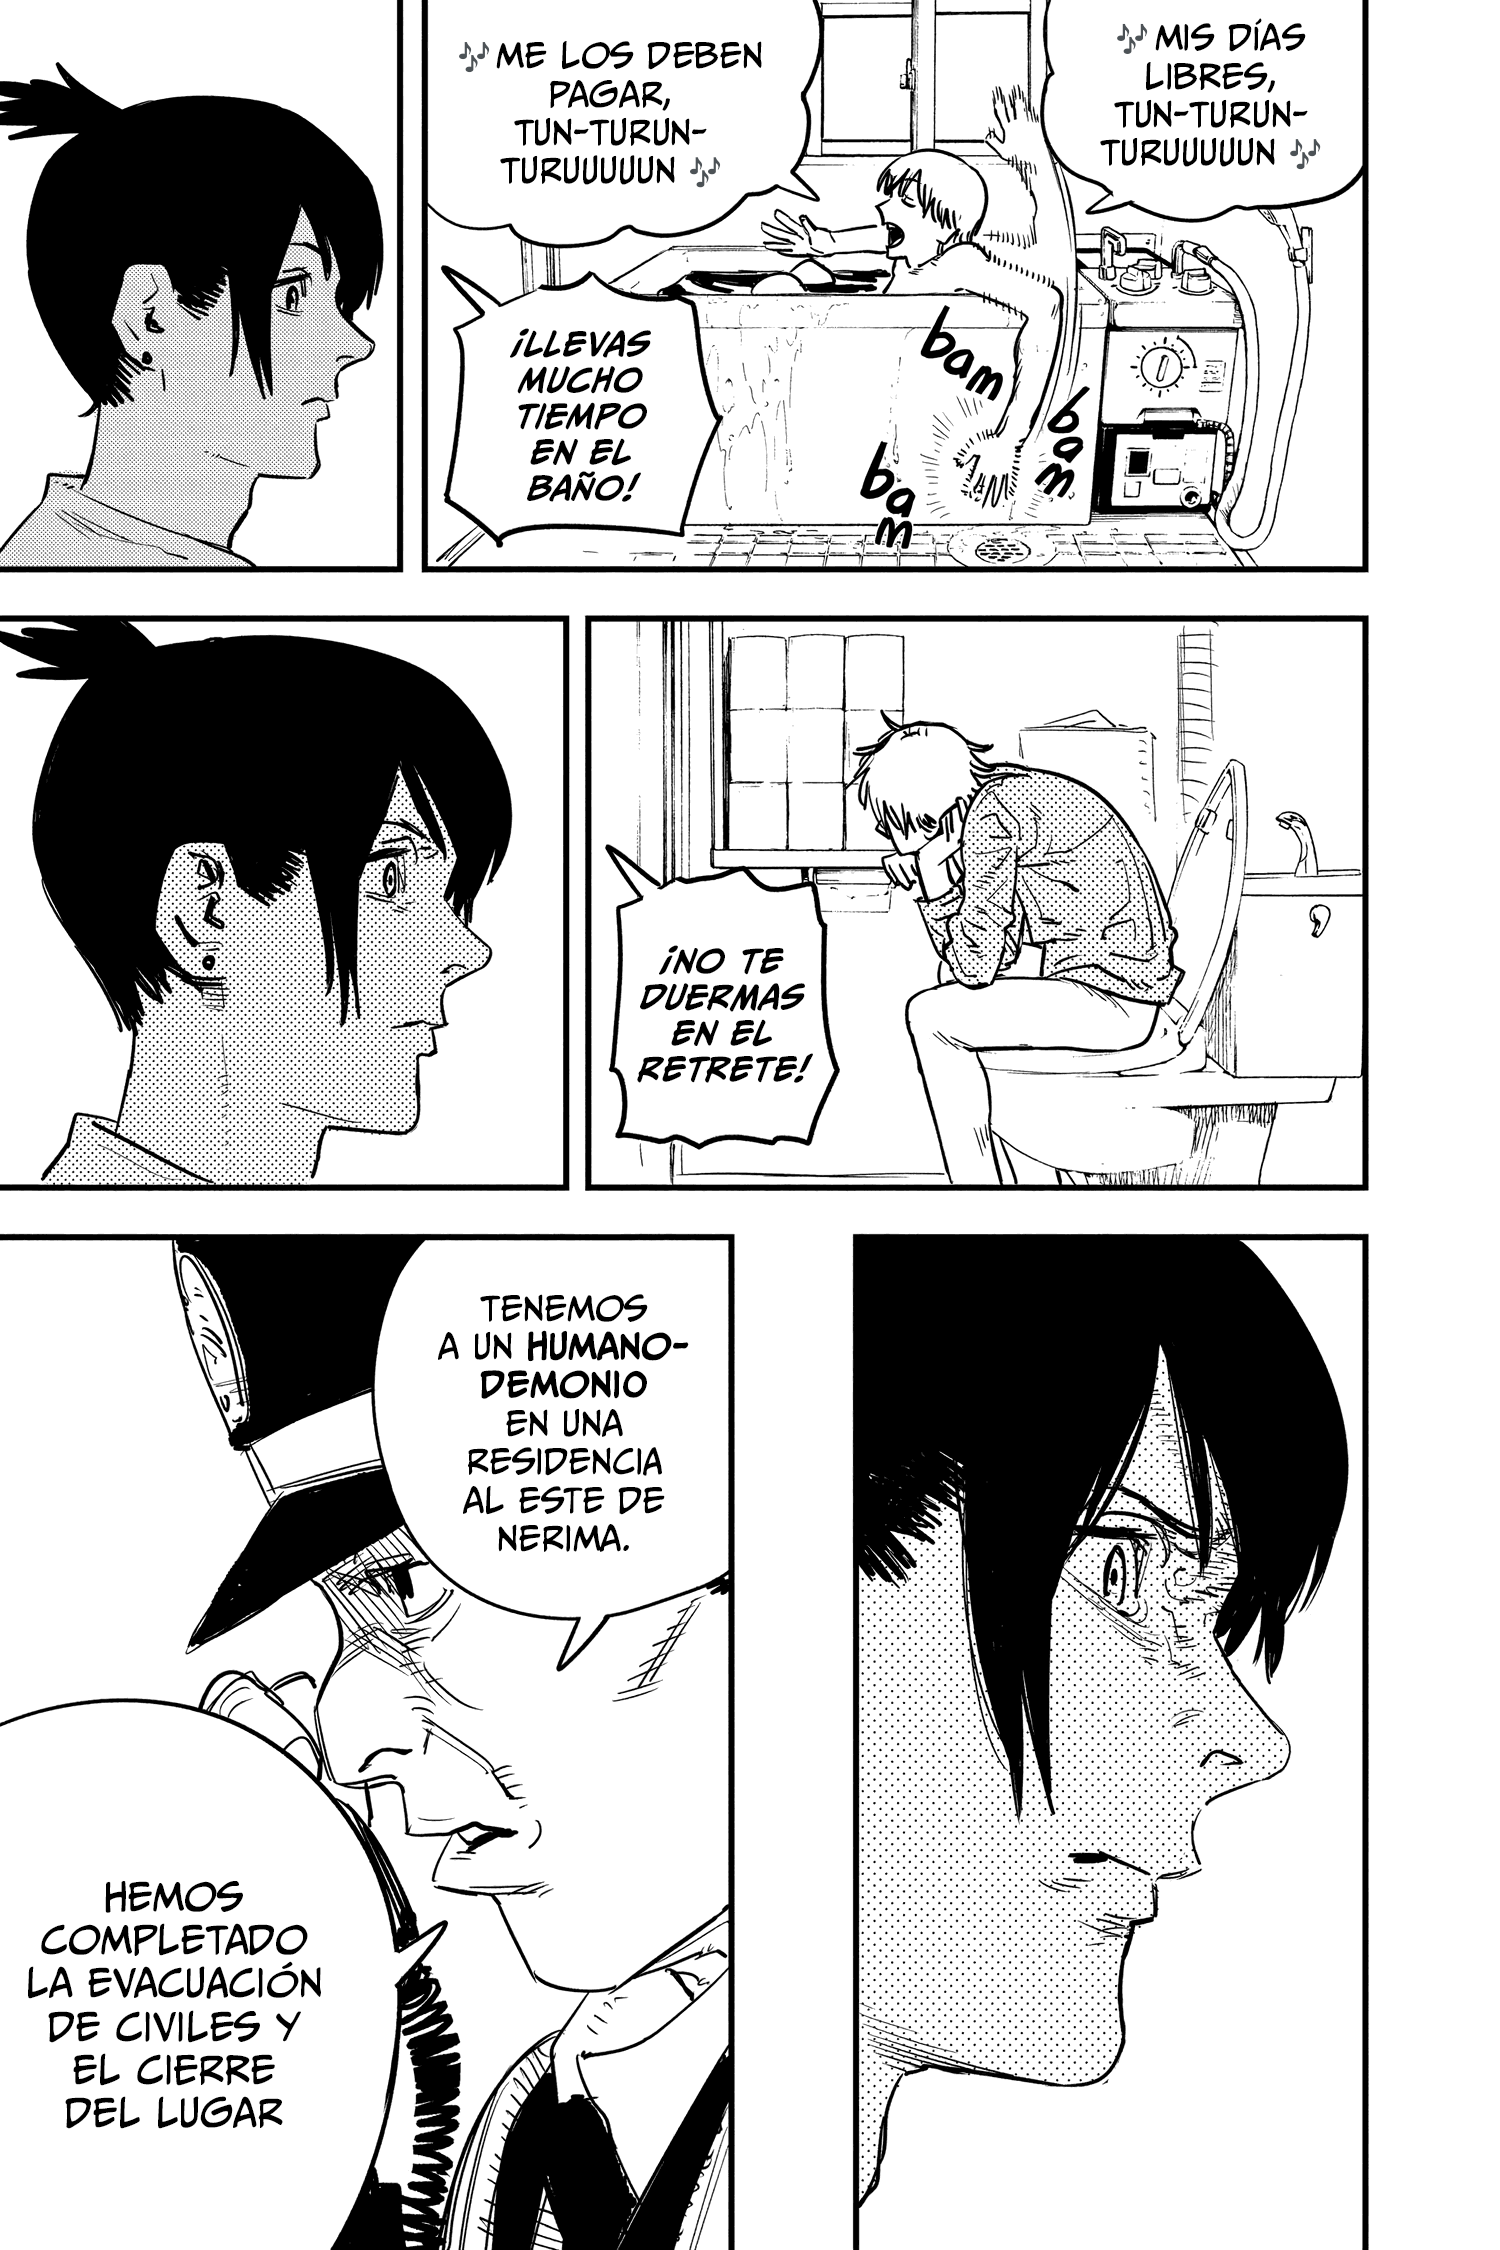 🎶MIS DÍAS
LIBRES,
TUN-TURUN-
TURUUUUUN 🎶
🎶ME LOS DEBEN
PAGAR,
TUN-TURUN-
TURUUUUUN 🎶
bam
bam
bam
¡LLEVAS
MUCHO
TIEMPO
EN EL
BAÑO!
¡NO TE
DUERMAS
EN EL
RETRETE!
TENEMOS
A UN HUMANO-
DEMONIO
EN UNA
RESIDENCIA
AL ESTE DE
NERIMA.
HEMOS
COMPLETADO
LA EVACUACIÓN
DE CIVILES Y
EL CIERRE
DEL LUGAR